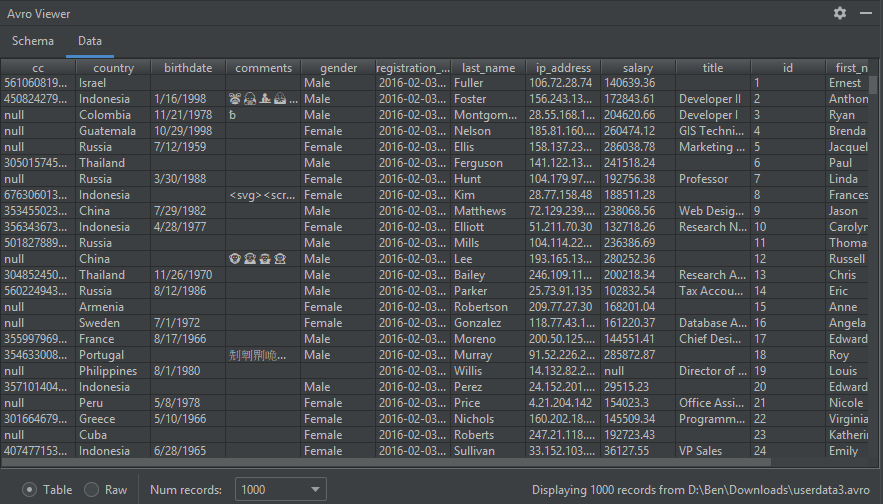 Avro Viewer
Schema Data
cc country birthdate comments gender registration_... last_name ip_address salary title id first_n
561060819... Israel Male 2016-02-03... Fuller 106.72.28.74 140639.36 1 Ernest
450824279... Indonesia 1/16/1998 ... Male 2016-02-03... Foster 156.243.13... 172843.61 Developer II 2 Anthon
null Colombia 11/21/1978 ƀ Male 2016-02-03... Montgom... 28.55.168.1... 204620.66 Developer I 3 Ryan
null Guatemala 10/29/1998 Female 2016-02-03... Nelson 185.81.160.... 260474.12 GIS Techni... 4 Brenda
null Russia 7/12/1959 Female 2016-02-03... Ellis 158.137.23... 286038.78 Marketing ... 5 Jacquel
305015745... Thailand Male 2016-02-03... Ferguson 141.122.13... 241518.24 6 Paul
null Russia 3/30/1988 Female 2016-02-03... Hunt 104.179.97.... 192756.38 Professor 7 Linda
676306013... Indonesia <svg><scr... Female 2016-02-03... Kim 28.77.158.48 188511.28 8 Frances
353455023... China 7/29/1982 Male 2016-02-03... Matthews 72.129.239.... 238068.56 Web Desig... 9 Jason
356343673... Indonesia 4/28/1977 Female 2016-02-03... Elliott 51.211.70.30 132718.26 Research N... 10 Carolyn
501827889... Russia Male 2016-02-03... Mills 104.114.22... 236386.69 11 Thomas
null China Male 2016-02-03... Lee 193.165.13... 280252.36 12 Russell
304852450... Thailand 11/26/1970 Male 2016-02-03... Bailey 246.109.11... 200218.34 Research A... 13 Chris
560224943... Russia 8/12/1986 Male 2016-02-03... Parker 25.73.91.135 102832.54 Tax Accou... 14 Eric
null Armenia Female 2016-02-03... Robertson 209.77.27.30 168201.04 15 Anne
null Sweden 7/1/1972 Female 2016-02-03... Gonzalez 118.77.43.1... 161220.37 Database A... 16 Angela
355997969... France 8/17/1966 Male 2016-02-03... Moreno 200.50.125.... 144551.41 Chief Desi... 17 Edward
354633008... Portugal Male 2016-02-03... Murray 91.52.226.2... 285872.87 18 Roy
null Philippines 8/1/1980 2016-02-03... Willis 14.132.82.2... null Director of ... 19 Louis
357101404... Indonesia Male 2016-02-03... Perez 24.152.201.... 29515.23 20 Edward
null Peru 5/8/1978 Female 2016-02-03... Price 4.21.204.142 154023.3 Office Assi... 21 Nicole
301664679... Greece 5/10/1966 Female 2016-02-03... Nichols 160.202.18.... 145509.34 Programm... 22 Virginia
null Cuba Female 2016-02-03... Roberts 247.21.118.... 192723.43 23 Katheri
407477153... Indonesia 6/28/1965 Female 2016-02-03... Sullivan 33.152.103.... 36127.55 VP Sales 24 Emily
Table Raw Num records: 1000 Displaying 1000 records from D:\Ben\Downloads\userdata3.avro